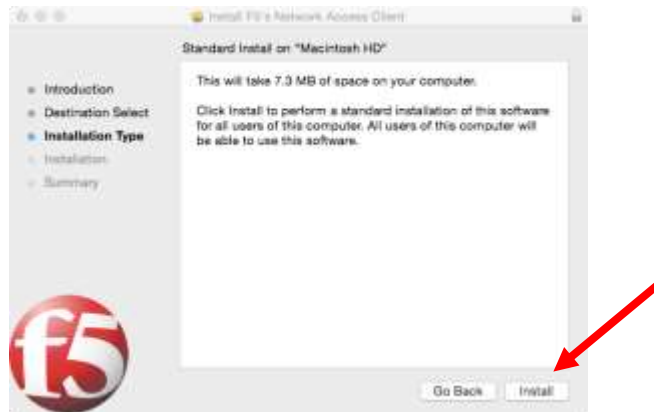 Install F5's Network Access Client
Standard Install on "Macintosh HD"
Introduction
Destination Select
Installation Type
Installation
Summary
This will take 7.3 MB of space on your computer.
Click Install to perform a standard installation of this software
for all users of this computer. All users of this computer will
be able to use this software.
f5
Go Back
Install